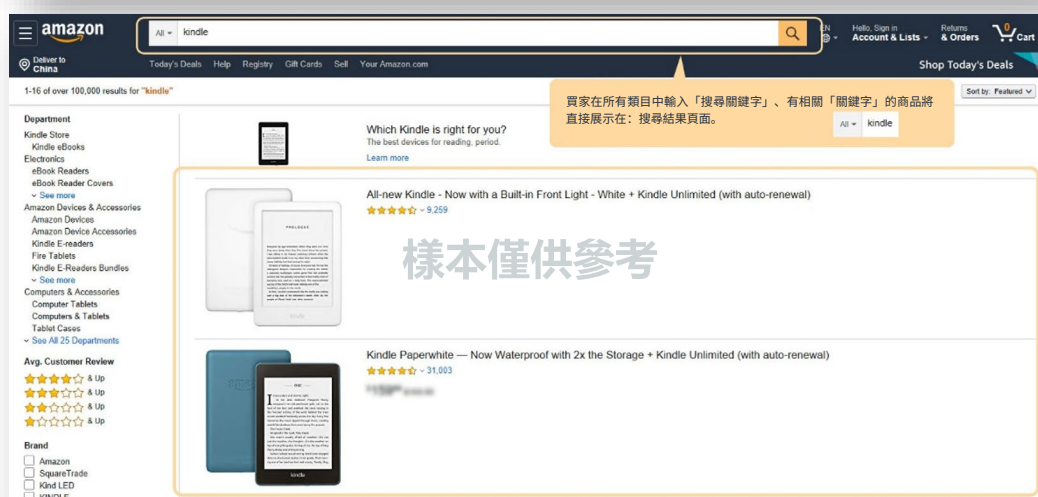 amazon
All
kindle
EN
Hello, Sign in
Account & Lists
Returns
& Orders
0
Cart
Deliver to
China
Today's Deals Help Registry Gift Cards Sell Your Amazon.com
Shop Today's Deals
1-16 of over 100,000 results for "kindle"
Sort by: Featured
買家在所有類目中輸入「搜尋關鍵字」、有相關「關鍵字」的商品將
直接展示在：搜尋結果頁面。
All kindle
Department
Kindle Store
Kindle eBooks
Electronics
eBook Readers
eBook Reader Covers
See more
Amazon Devices & Accessories
Amazon Devices
Amazon Device Accessories
Kindle E-readers
Fire Tablets
Kindle E-Readers Bundles
See more
Computers & Accessories
Computer Tablets
Computers & Tablets
Tablet Cases
See All 25 Departments
Avg. Customer Review
& Up
& Up
& Up
& Up
Brand
Amazon
SquareTrade
Kind LED
KINDLE
Which Kindle is right for you?
The best devices for reading, period.
Learn more
All-new Kindle - Now with a Built-in Front Light - White + Kindle Unlimited (with auto-renewal)
9,259
PROLOGUE
kindle
樣本僅供參考
Kindle Paperwhite — Now Waterproof with 2x the Storage + Kindle Unlimited (with auto-renewal)
31,003
ONE
kindle